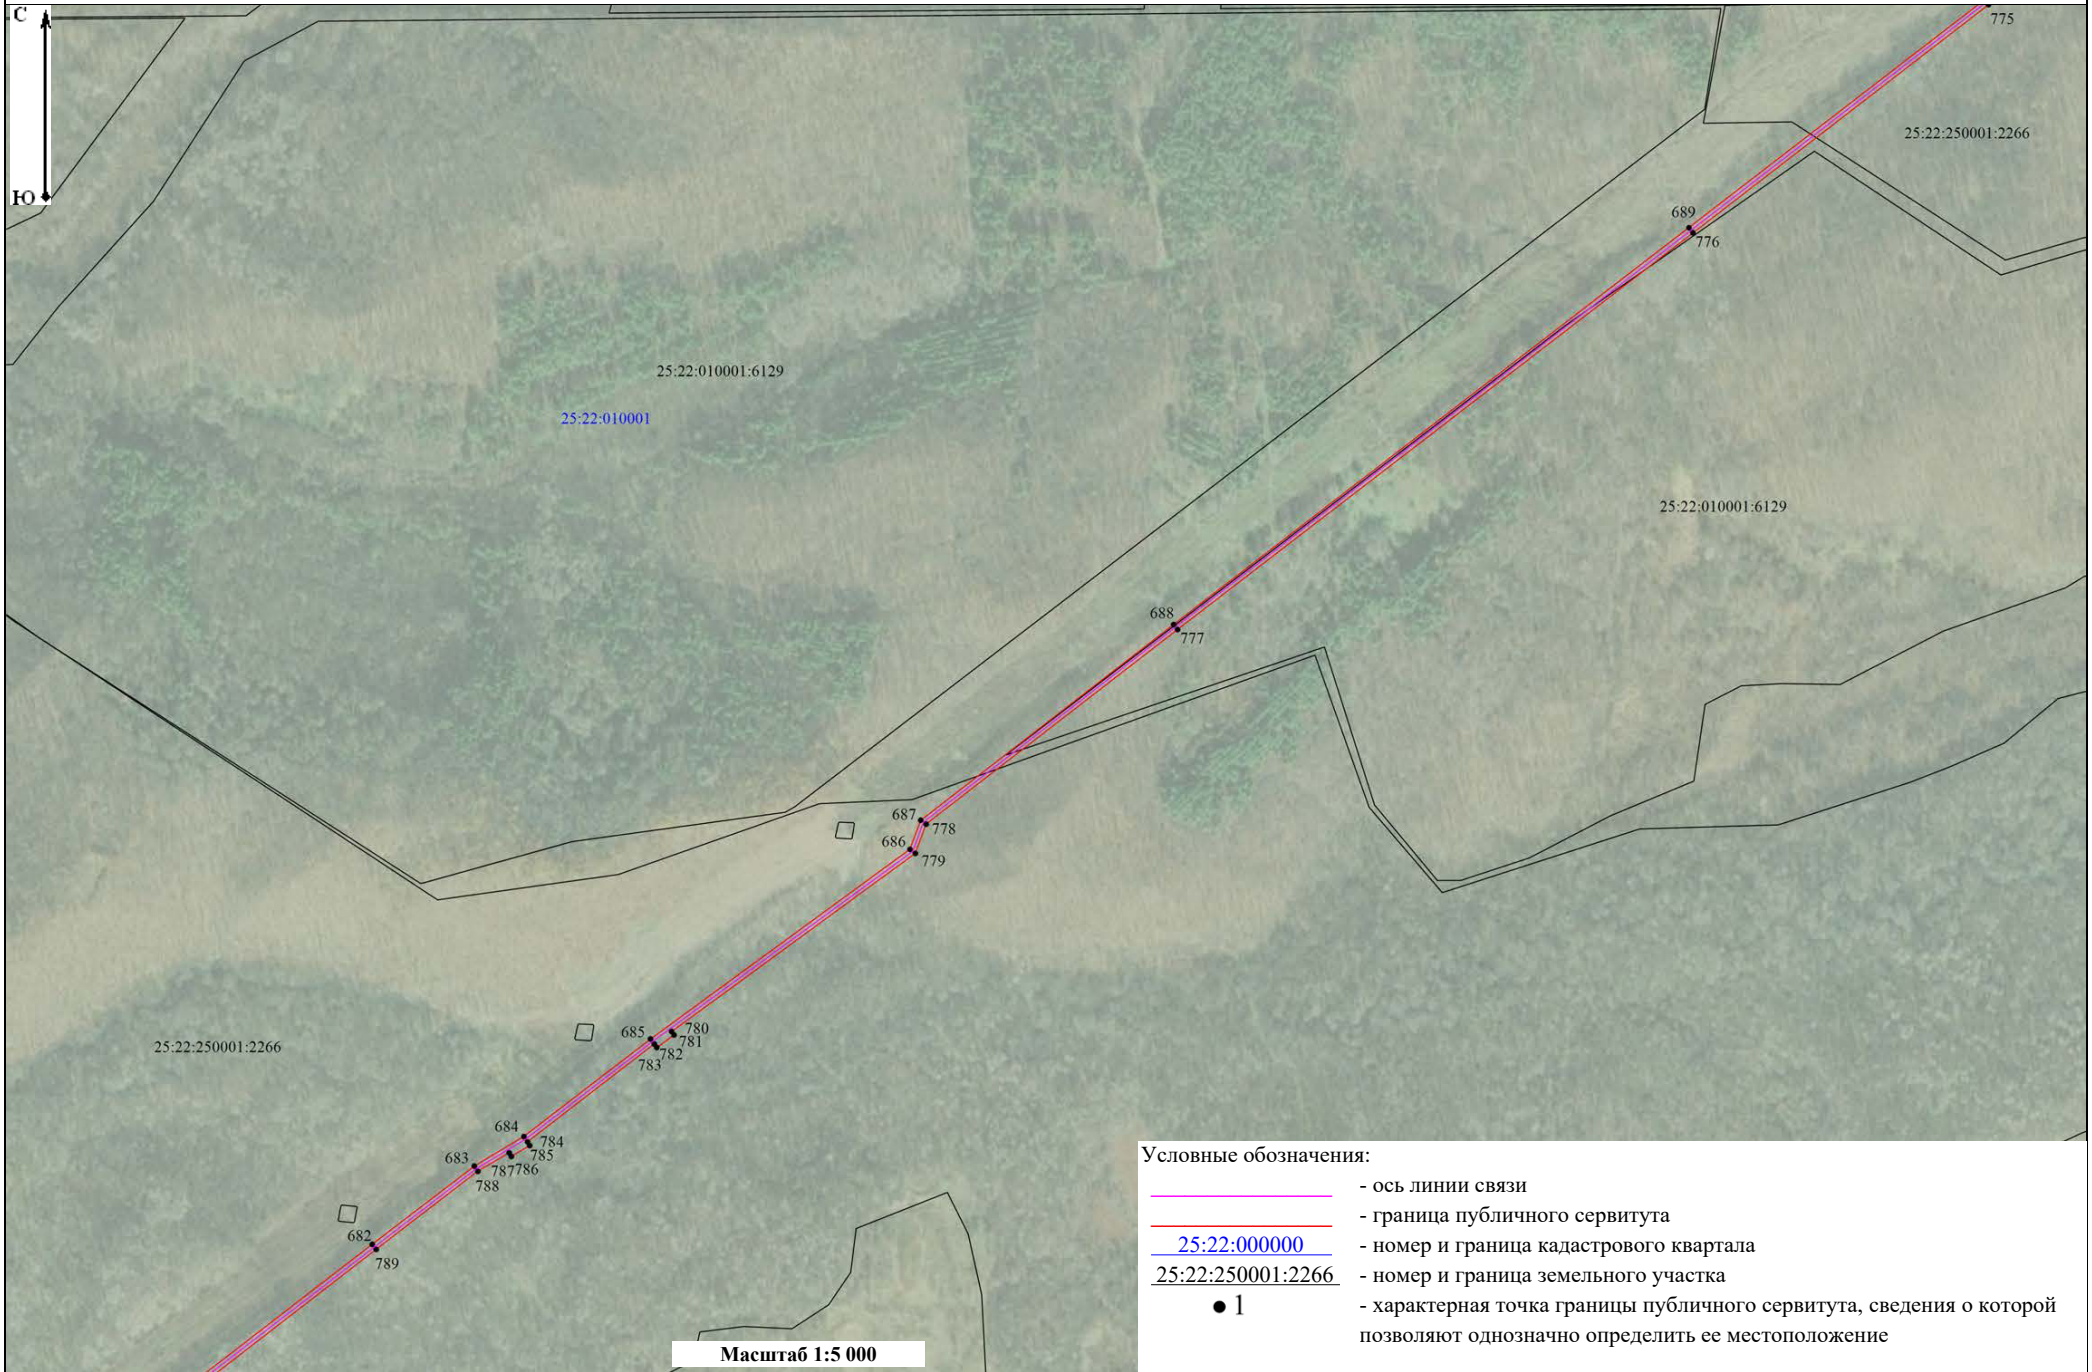 С
775
25:22:250001:2266
Ю
689
776
25:22:010001:6129
25:22:010001
25:22:010001:6129
688
777
687
778
686
779
685
780
781
782
783
25:22:250001:2266
684
784
785
683
787
786
788
682
789
Условные обозначения:
- ось линии связи
- граница публичного сервитута
25:22:000000 - номер и граница кадастрового квартала
25:22:250001:2266 - номер и граница земельного участка
1 - характерная точка границы публичного сервитута, сведения о которой
позволяют однозначно определить ее местоположение
Масштаб 1:5 000